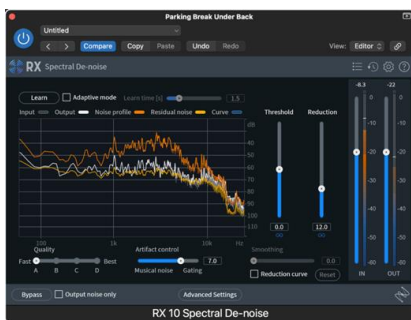 Parking Break Under Back
Untitled
Compare Copy Paste Undo Redo View: Editor
RX Spectral De-noise
Learn Adaptive mode Learn time [s] 1.5
Input Output Noise profile Residual noise Curve
Threshold Reduction
-8.3 -22
dB
-40
-50
-60
-70
-80
-90
-100
-110
100 1k 10k Hz
0.0 12.0
∞ ∞
0 0
-10 -10
-20 -20
-30 -30
-40 -40
-50 -50
-60 -60
IN OUT
Quality
Fast Best
A B C D
Artifact control
7.0
Musical noise Gating
Smoothing
0.0
Reduction curve Reset
Bypass Output noise only Advanced Settings
RX 10 Spectral De-noise